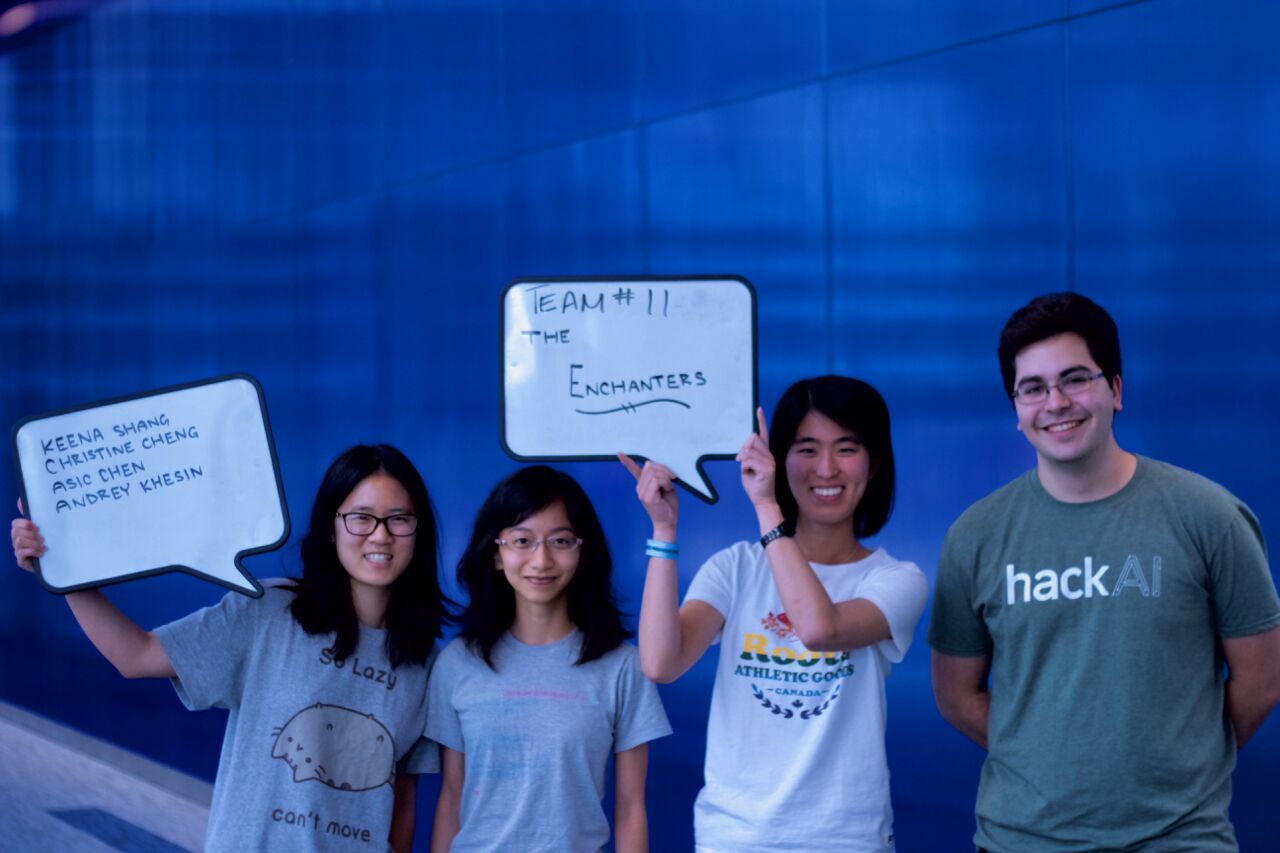 KEENA SHANG
CHRISTINE CHENG
ASIC CHEN
ANDREY KHESIN
TEAM #11
THE
ENCHANTERS
So Lazy
can't move
Roots
ATHLETIC GOODS
- CANADA -
hackAI